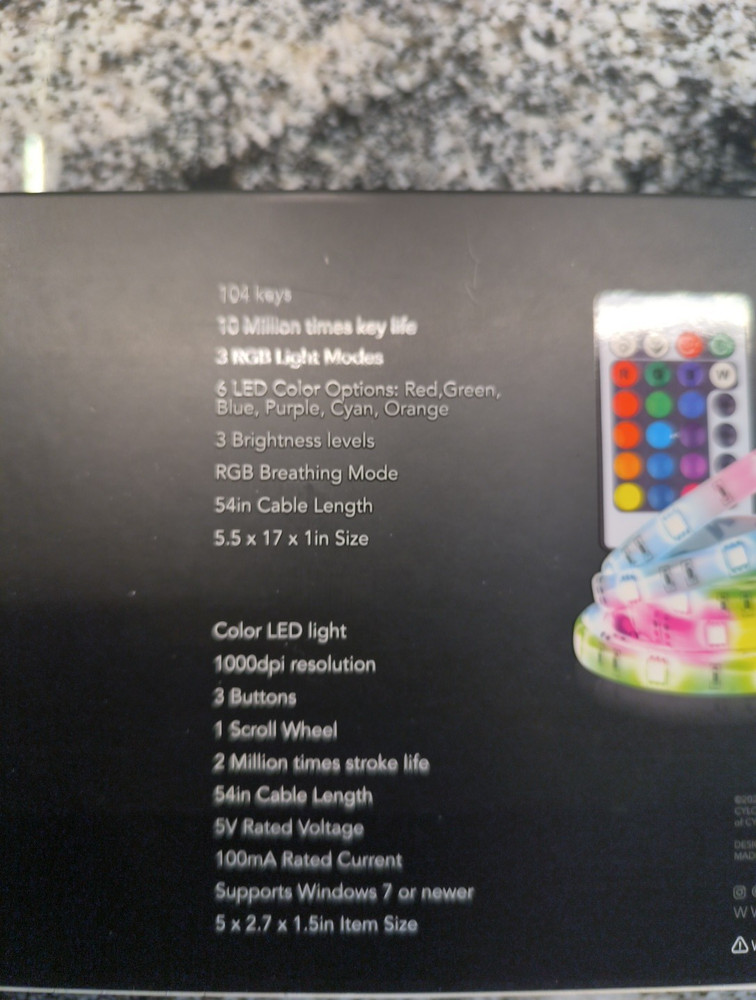 104 keys
10 Million times key life
3 RGB Light Modes
6 LED Color Options: Red,Green,
Blue, Purple, Cyan, Orange
3 Brightness levels
RGB Breathing Mode
54in Cable Length
5.5 x 17 x 1in Size
Color LED light
1000dpi resolution
3 Buttons
1 Scroll Wheel
2 Million times stroke life
54in Cable Length
5V Rated Voltage
100mA Rated Current
Supports Windows 7 or newer
5 x 2.7 x 1.5in Item Size